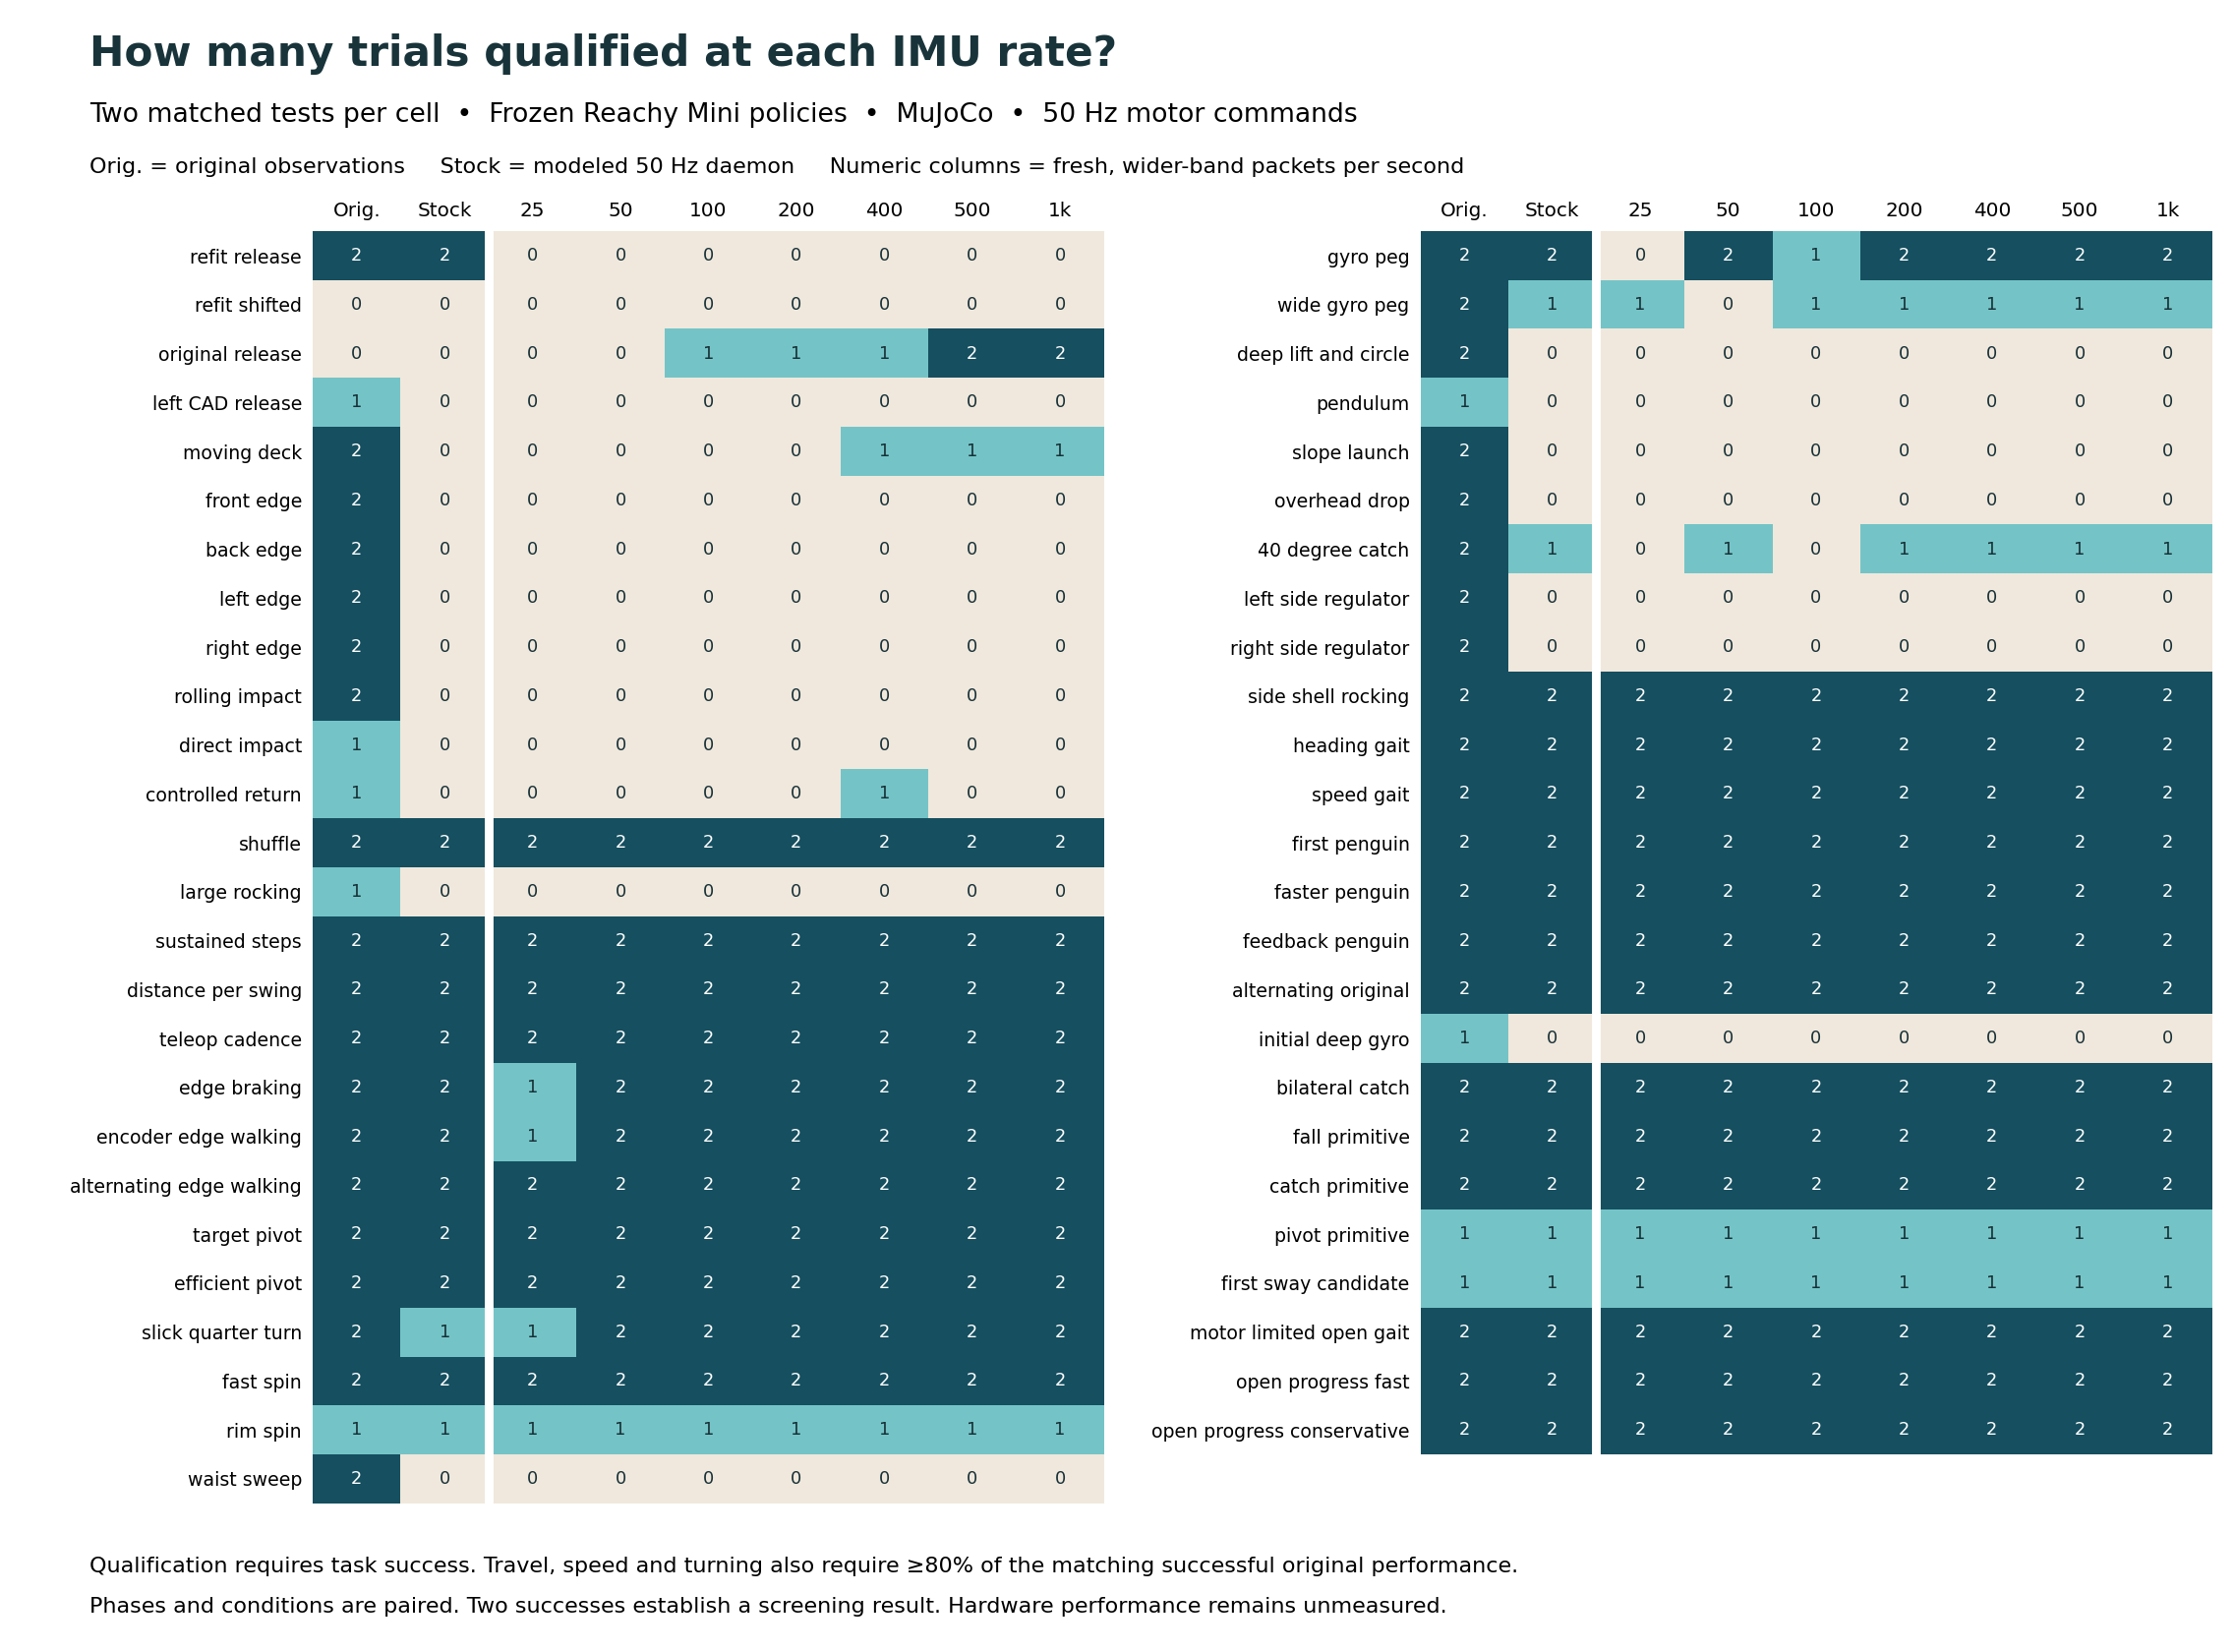 How many trials qualified at each IMU rate?
Two matched tests per cell • Frozen Reachy Mini policies • MuJoCo • 50 Hz motor commands
Orig. = original observations Stock = modeled 50 Hz daemon Numeric columns = fresh, wider-band packets per second
Orig. Stock 25 50 100 200 400 500 1k
refit release 2 2 0 0 0 0 0 0 0
refit shifted 0 0 0 0 0 0 0 0 0
original release 0 0 0 0 1 1 1 2 2
left CAD release 1 0 0 0 0 0 0 0 0
moving deck 2 0 0 0 0 0 1 1 1
front edge 2 0 0 0 0 0 0 0 0
back edge 2 0 0 0 0 0 0 0 0
left edge 2 0 0 0 0 0 0 0 0
right edge 2 0 0 0 0 0 0 0 0
rolling impact 2 0 0 0 0 0 0 0 0
direct impact 1 0 0 0 0 0 0 0 0
controlled return 1 0 0 0 0 0 1 0 0
shuffle 2 2 2 2 2 2 2 2 2
large rocking 1 0 0 0 0 0 0 0 0
sustained steps 2 2 2 2 2 2 2 2 2
distance per swing 2 2 2 2 2 2 2 2 2
teleop cadence 2 2 2 2 2 2 2 2 2
edge braking 2 2 1 2 2 2 2 2 2
encoder edge walking 2 2 1 2 2 2 2 2 2
alternating edge walking 2 2 2 2 2 2 2 2 2
target pivot 2 2 2 2 2 2 2 2 2
efficient pivot 2 2 2 2 2 2 2 2 2
slick quarter turn 2 1 1 2 2 2 2 2 2
fast spin 2 2 2 2 2 2 2 2 2
rim spin 1 1 1 1 1 1 1 1 1
waist sweep 2 0 0 0 0 0 0 0 0
Orig. Stock 25 50 100 200 400 500 1k
gyro peg 2 2 0 2 1 2 2 2 2
wide gyro peg 2 1 1 0 1 1 1 1 1
deep lift and circle 2 0 0 0 0 0 0 0 0
pendulum 1 0 0 0 0 0 0 0 0
slope launch 2 0 0 0 0 0 0 0 0
overhead drop 2 0 0 0 0 0 0 0 0
40 degree catch 2 1 0 1 0 1 1 1 1
left side regulator 2 0 0 0 0 0 0 0 0
right side regulator 2 0 0 0 0 0 0 0 0
side shell rocking 2 2 2 2 2 2 2 2 2
heading gait 2 2 2 2 2 2 2 2 2
speed gait 2 2 2 2 2 2 2 2 2
first penguin 2 2 2 2 2 2 2 2 2
faster penguin 2 2 2 2 2 2 2 2 2
feedback penguin 2 2 2 2 2 2 2 2 2
alternating original 2 2 2 2 2 2 2 2 2
initial deep gyro 1 0 0 0 0 0 0 0 0
bilateral catch 2 2 2 2 2 2 2 2 2
fall primitive 2 2 2 2 2 2 2 2 2
catch primitive 2 2 2 2 2 2 2 2 2
pivot primitive 1 1 1 1 1 1 1 1 1
first sway candidate 1 1 1 1 1 1 1 1 1
motor limited open gait 2 2 2 2 2 2 2 2 2
open progress fast 2 2 2 2 2 2 2 2 2
open progress conservative 2 2 2 2 2 2 2 2 2
Qualification requires task success. Travel, speed and turning also require ≥80% of the matching successful original performance.
Phases and conditions are paired. Two successes establish a screening result. Hardware performance remains unmeasured.